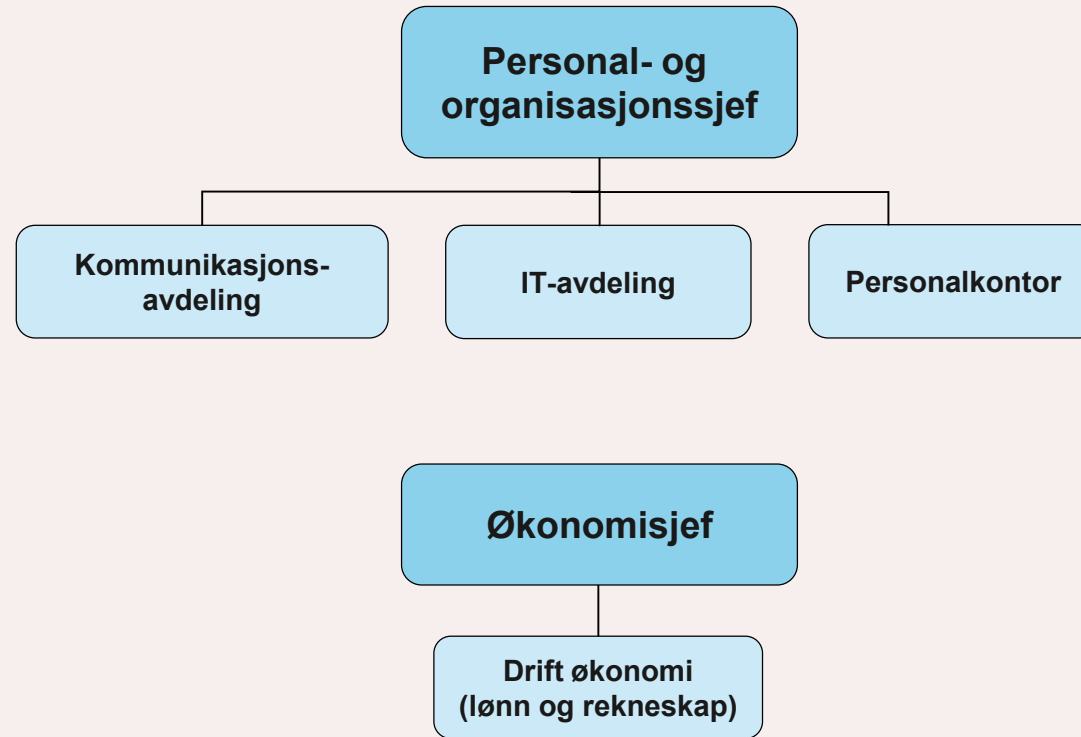 Personal- og
organisasjonssjef
Kommunikasjons-
avdeling
IT-avdeling
Personalkontor
Økonomisjef
Drift økonomi
(lønn og rekneskap)